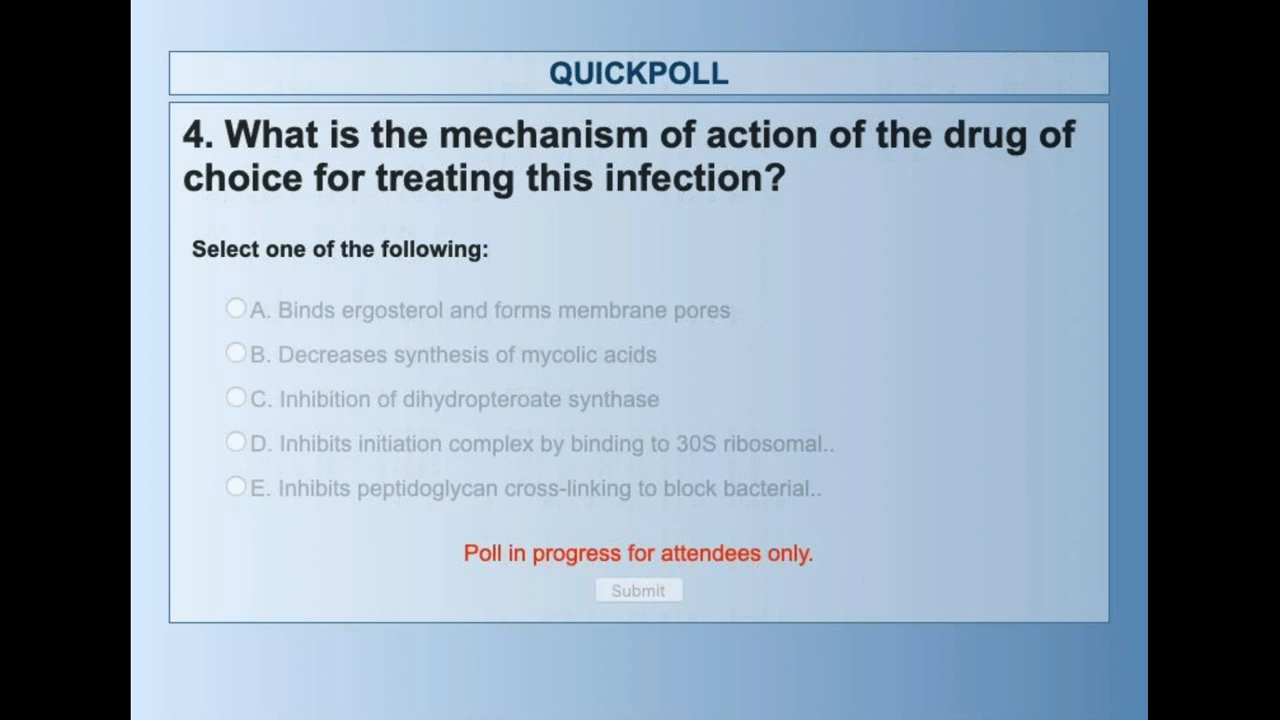 QUICKPOLL
4. What is the mechanism of action of the drug of
choice for treating this infection?
Select one of the following:
A. Binds ergosterol and forms membrane pores
B. Decreases synthesis of mycolic acids
C. Inhibition of dihydropteroate synthase
D. Inhibits initiation complex by binding to 30S ribosomal..
E. Inhibits peptidoglycan cross-linking to block bacterial..
Poll in progress for attendees only.
Submit